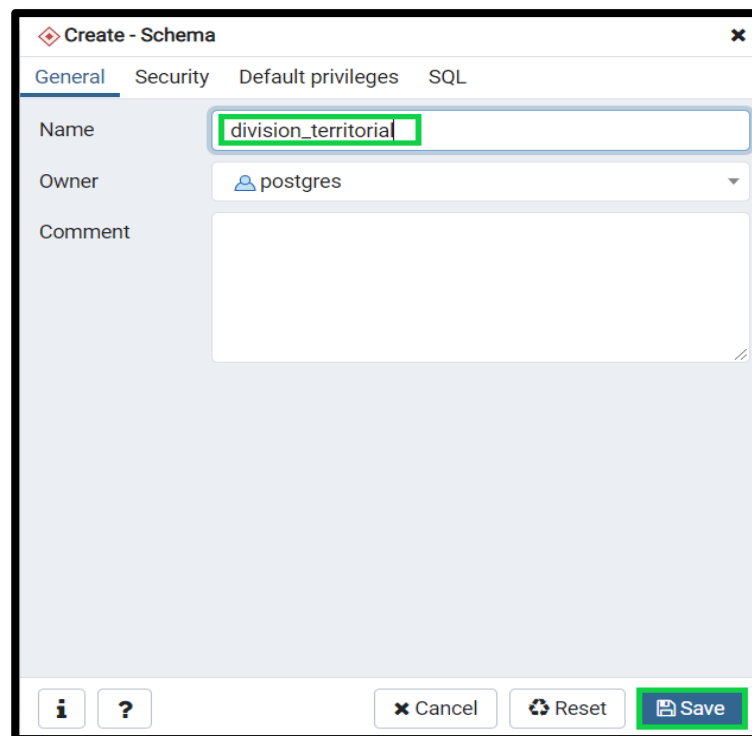 Create - Schema
General Security Default privileges SQL
Name division_territorial
Owner postgres
Comment
i ? Cancel Reset Save